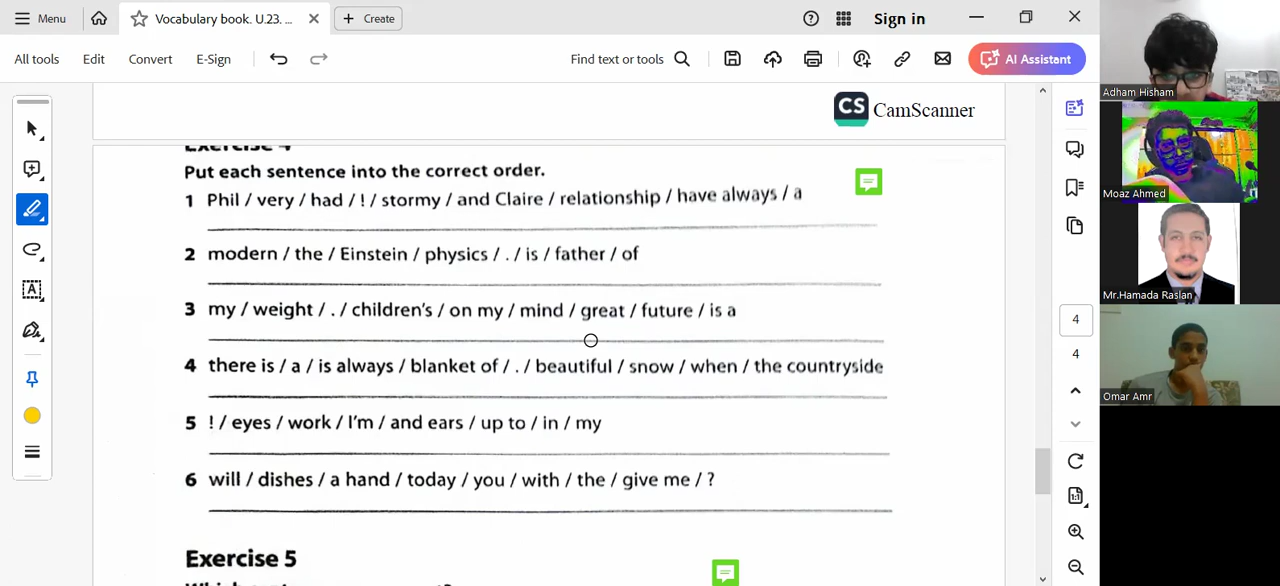 Menu
Vocabulary book. U.23. ...
Create
Sign in
All tools
Edit
Convert
E-Sign
Find text or tools
AI Assistant
CS CamScanner
Exercise 4
Put each sentence into the correct order.
1 Phil / very / had / ! / stormy / and Claire / relationship / have always / a
2 modern / the / Einstein / physics / . / is / father / of
3 my / weight / . / children's / on my / mind / great / future / is a
4 there is / a / is always / blanket of / . / beautiful / snow / when / the countryside
5 ! / eyes / work / I'm / and ears / up to / in / my
6 will / dishes / a hand / today / you / with / the / give me / ?
Exercise 5
4
4
1:1
Adham Hisham
Moaz Ahmed
Mr.Hamada Raslan
Omar Amr